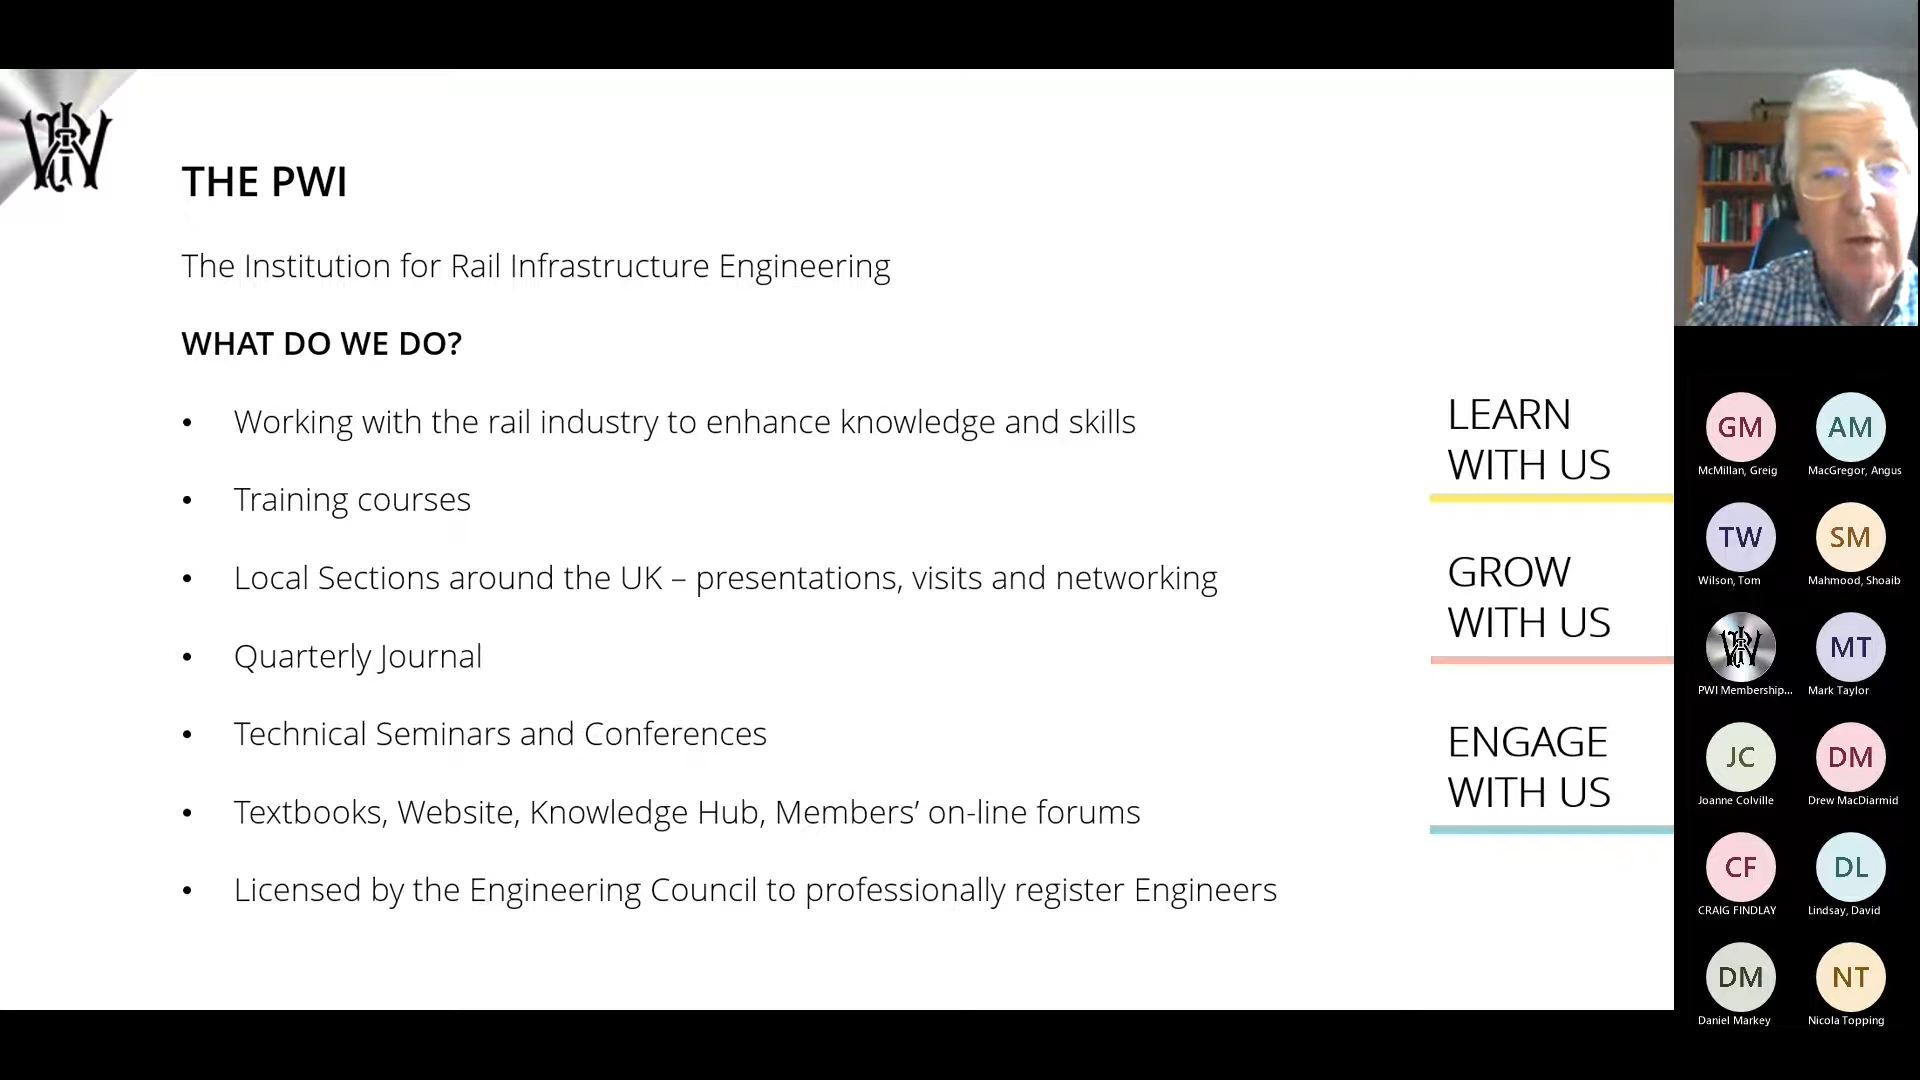 THE PWI
The Institution for Rail Infrastructure Engineering
WHAT DO WE DO?
• Working with the rail industry to enhance knowledge and skills
• Training courses
• Local Sections around the UK – presentations, visits and networking
• Quarterly Journal
• Technical Seminars and Conferences
• Textbooks, Website, Knowledge Hub, Members’ on-line forums
• Licensed by the Engineering Council to professionally register Engineers
LEARN
WITH US
GROW
WITH US
ENGAGE
WITH US
GM
McMillan, Greig
AM
MacGregor, Angus
TW
Wilson, Tom
SM
Mahmood, Shoaib
PWI Membership...
MT
Mark Taylor
JC
Joanne Colville
DM
Drew MacDiarmid
CF
CRAIG FINDLAY
DL
Lindsay, David
DM
Daniel Markey
NT
Nicola Topping